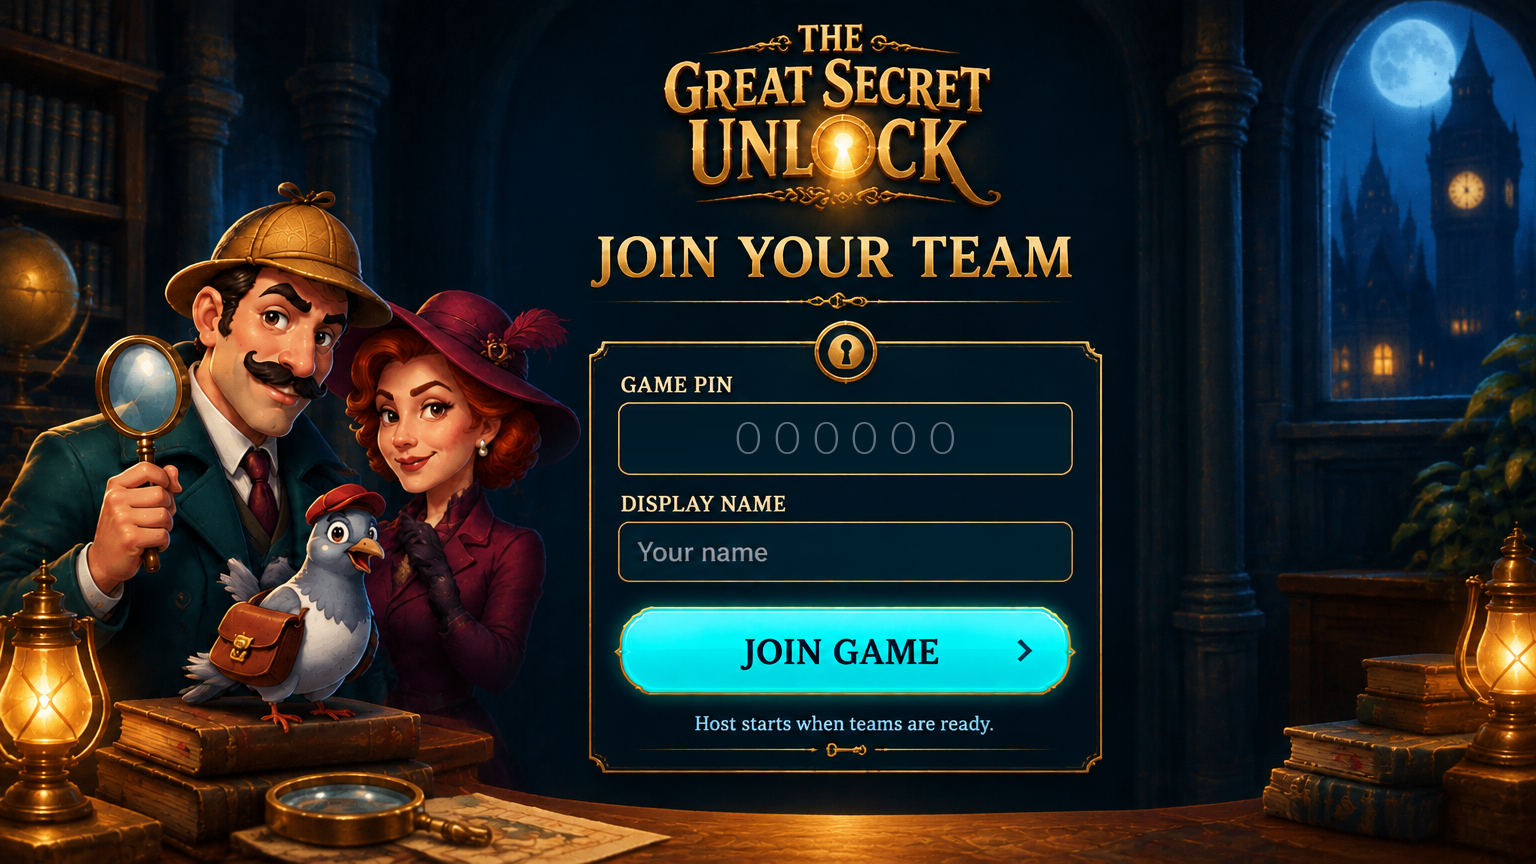 THE
GREAT SECRET
UNLOCK
JOIN YOUR TEAM
GAME PIN
000000
DISPLAY NAME
Your name
JOIN GAME
Host starts when teams are ready.